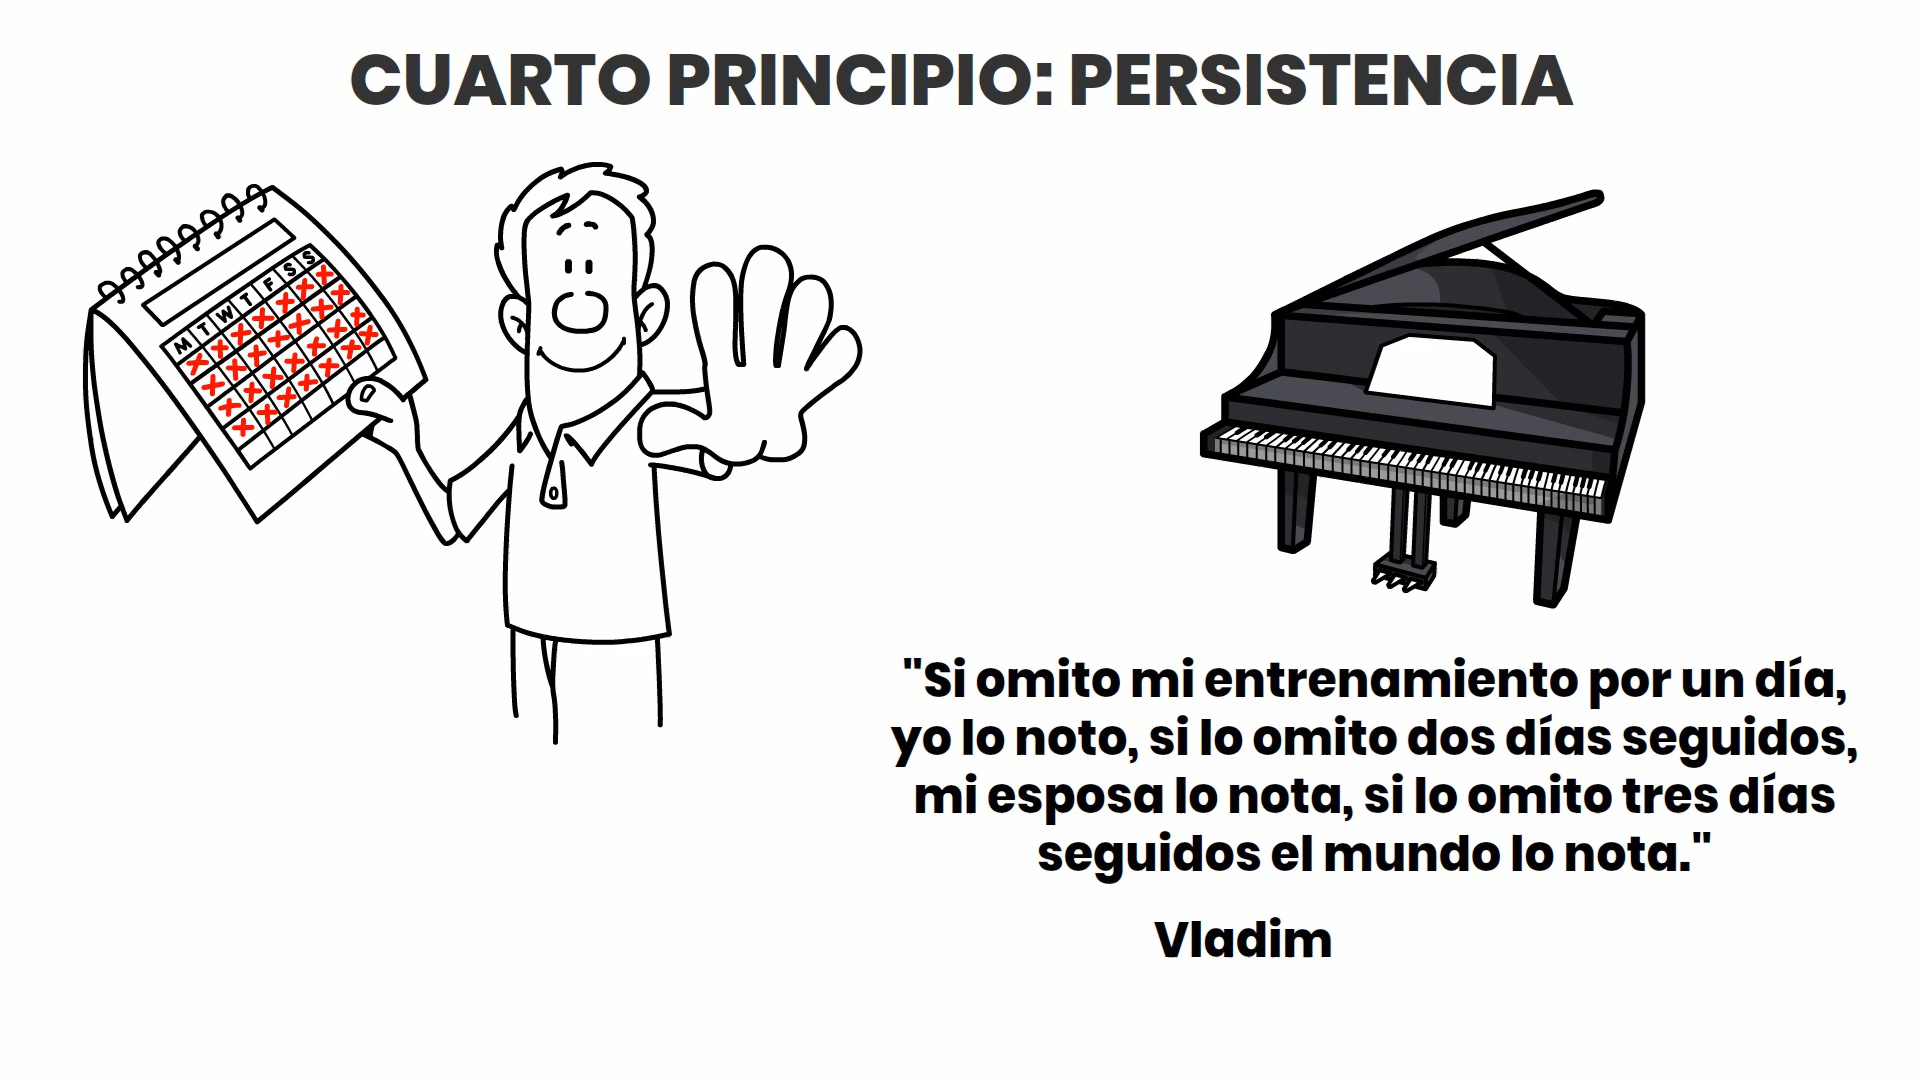 CUARTO PRINCIPIO: PERSISTENCIA
M T W T F S S
"Si omito mi entrenamiento por un día,
yo lo noto, si lo omito dos días seguidos,
mi esposa lo nota, si lo omito tres días
seguidos el mundo lo nota."
Vladim